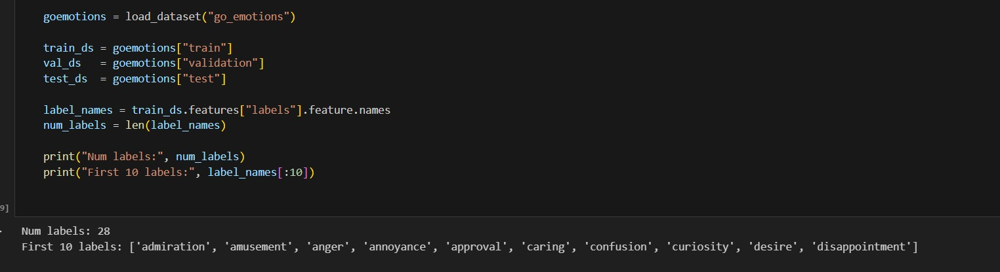 goemotions = load_dataset("go_emotions")
train_ds = goemotions["train"]
val_ds   = goemotions["validation"]
test_ds  = goemotions["test"]
label_names = train_ds.features["labels"].feature.names
num_labels = len(label_names)
print("Num labels:", num_labels)
print("First 10 labels:", label_names[:10])
9]
Num labels: 28
First 10 labels: ['admiration', 'amusement', 'anger', 'annoyance', 'approval', 'caring', 'confusion', 'curiosity', 'desire', 'disappointment']